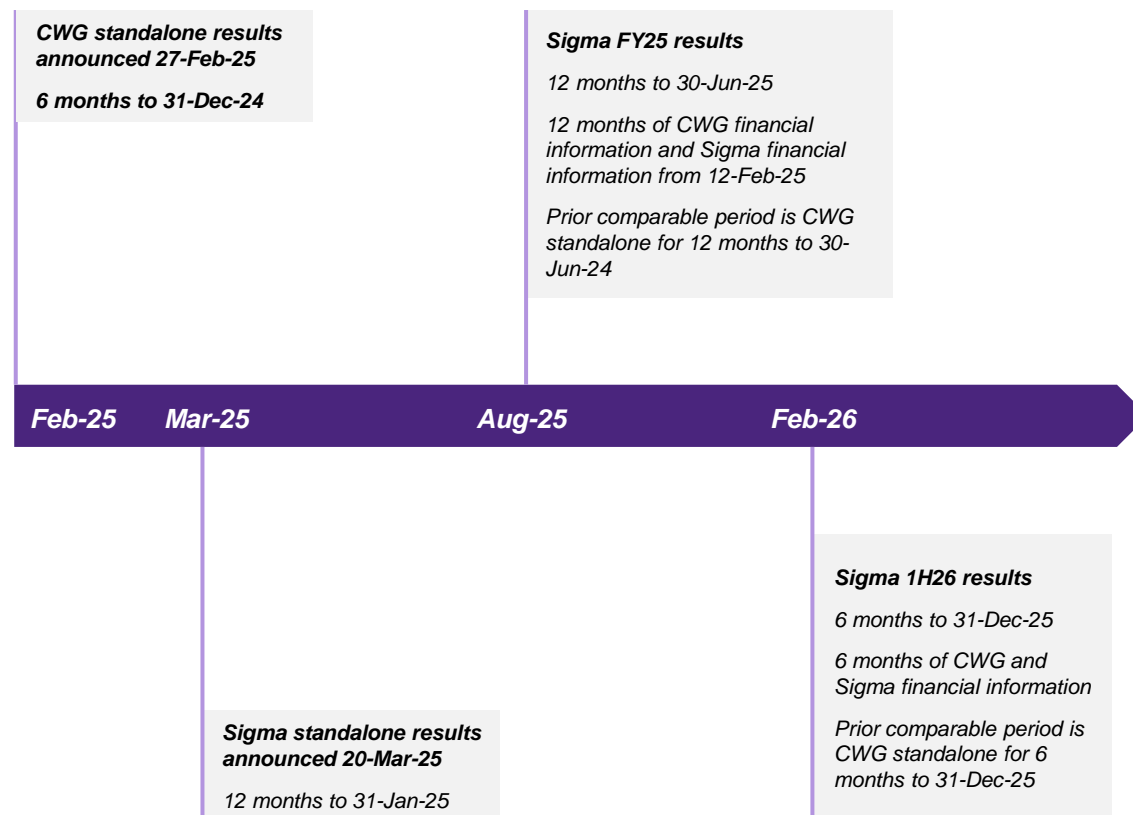 CWG standalone results
announced 27-Feb-25
6 months to 31-Dec-24
Sigma FY25 results
12 months to 30-Jun-25
12 months of CWG financial
information and Sigma financial
information from 12-Feb-25
Prior comparable period is CWG
standalone for 12 months to 30-
Jun-24
Feb-25
Mar-25
Aug-25
Feb-26
Sigma standalone results
announced 20-Mar-25
12 months to 31-Jan-25
Sigma 1H26 results
6 months to 31-Dec-25
6 months of CWG and
Sigma financial information
Prior comparable period is
CWG standalone for 6
months to 31-Dec-25